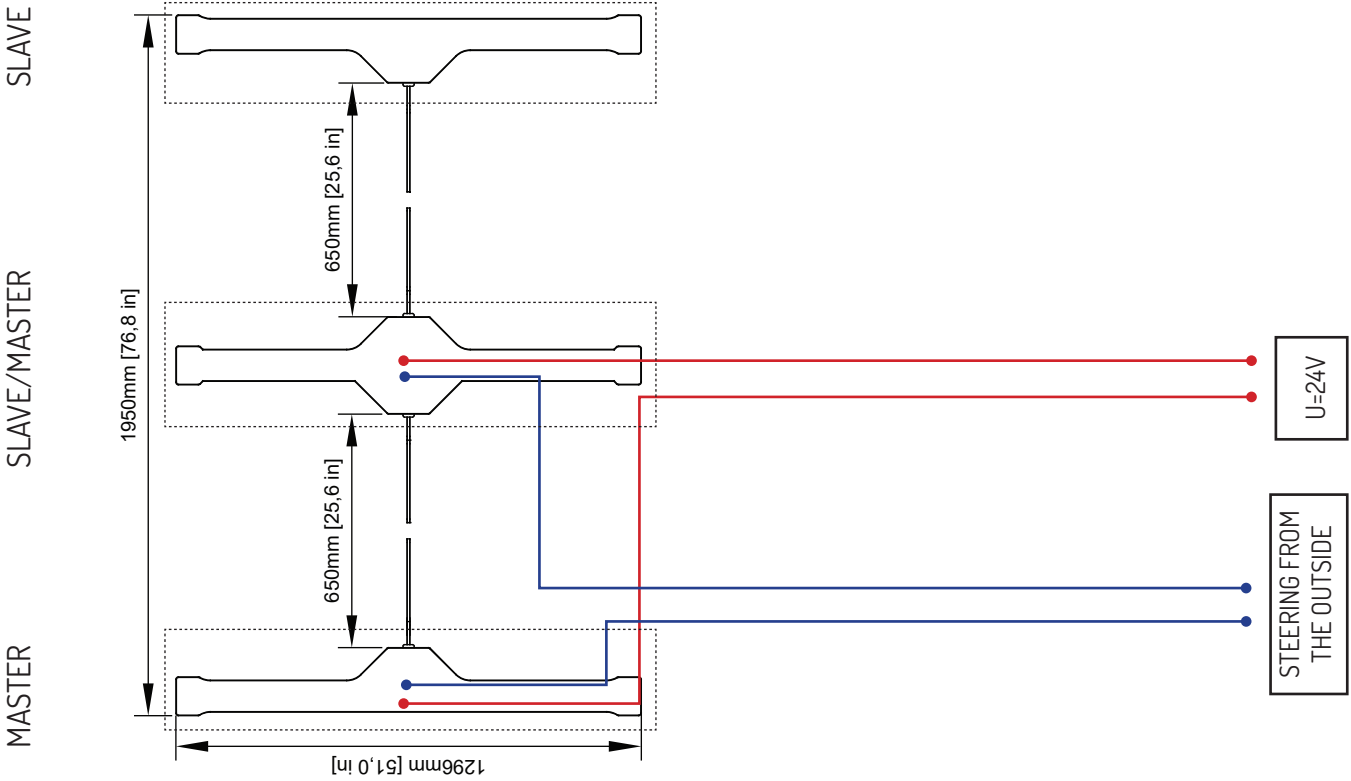 MASTER
SLAVE/MASTER
SLAVE
1950mm [76,8 in]
650mm [25,6 in]
650mm [25,6 in]
1296mm [51,0 in]
STEERING FROM
THE OUTSIDE
U=24V